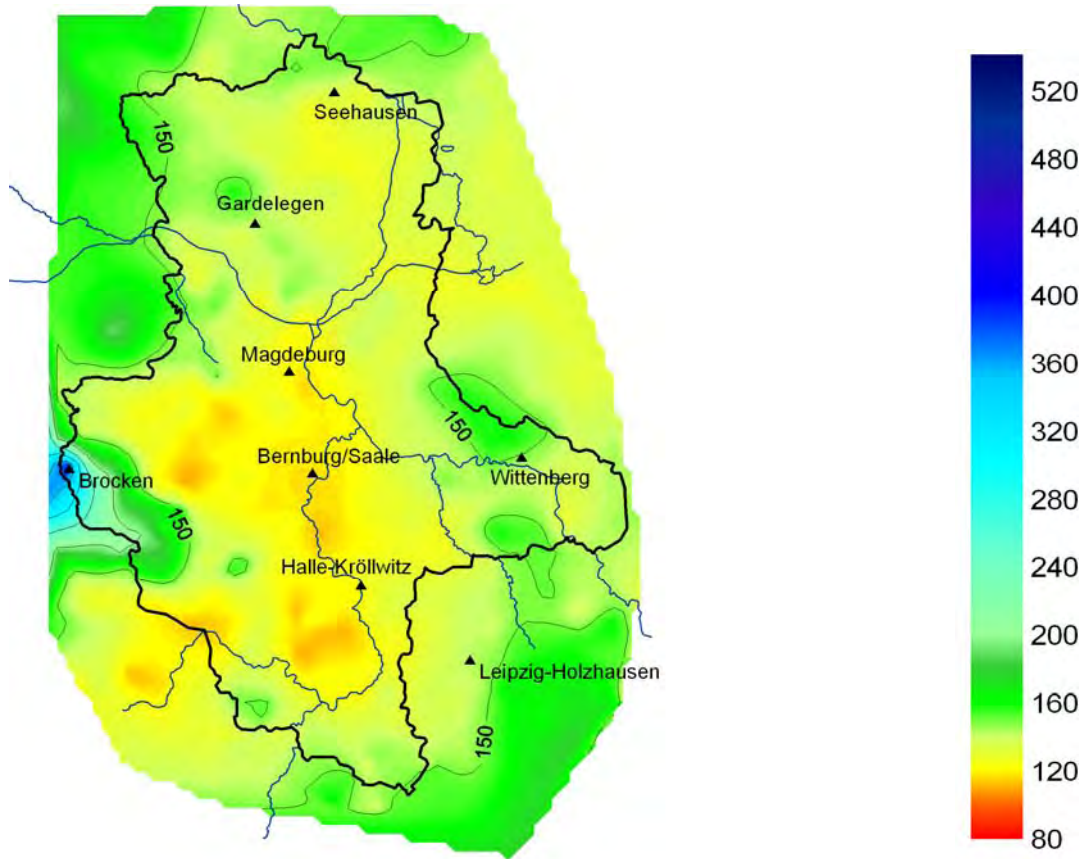 Seehausen
150
Gardelegen
Magdeburg
150
Bernburg/Saale
Wittenberg
Brocken
150
Halle-Kröllwitz
Leipzig-Holzhausen
150
520
480
440
400
360
320
280
240
200
160
120
80